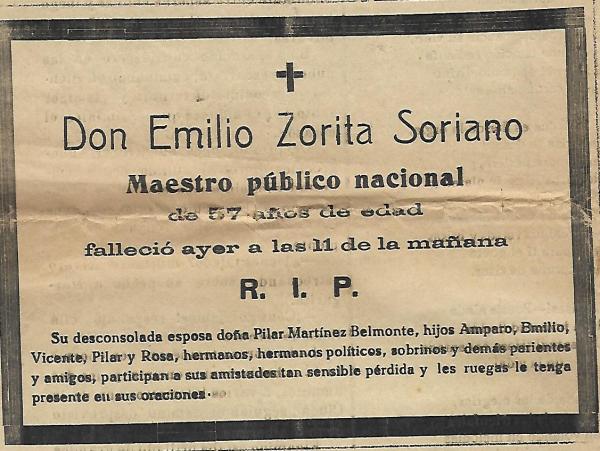 Don Emilio Zorita Soriano
Maestro público nacional
de 57 años de edad
falleció ayer a las 11 de la mañana
R. I. P.
Su desconsolada esposa doña Pilar Martínez Belmonte, hijos Amparo, Emilio,
Vicente, Pilar y Rosa, hermanos, hermanos políticos, sobrinos y demás parientes
y amigos, participan a sus amistades tan sensible pérdida y les ruegas le tenga
presente en sus oraciones.